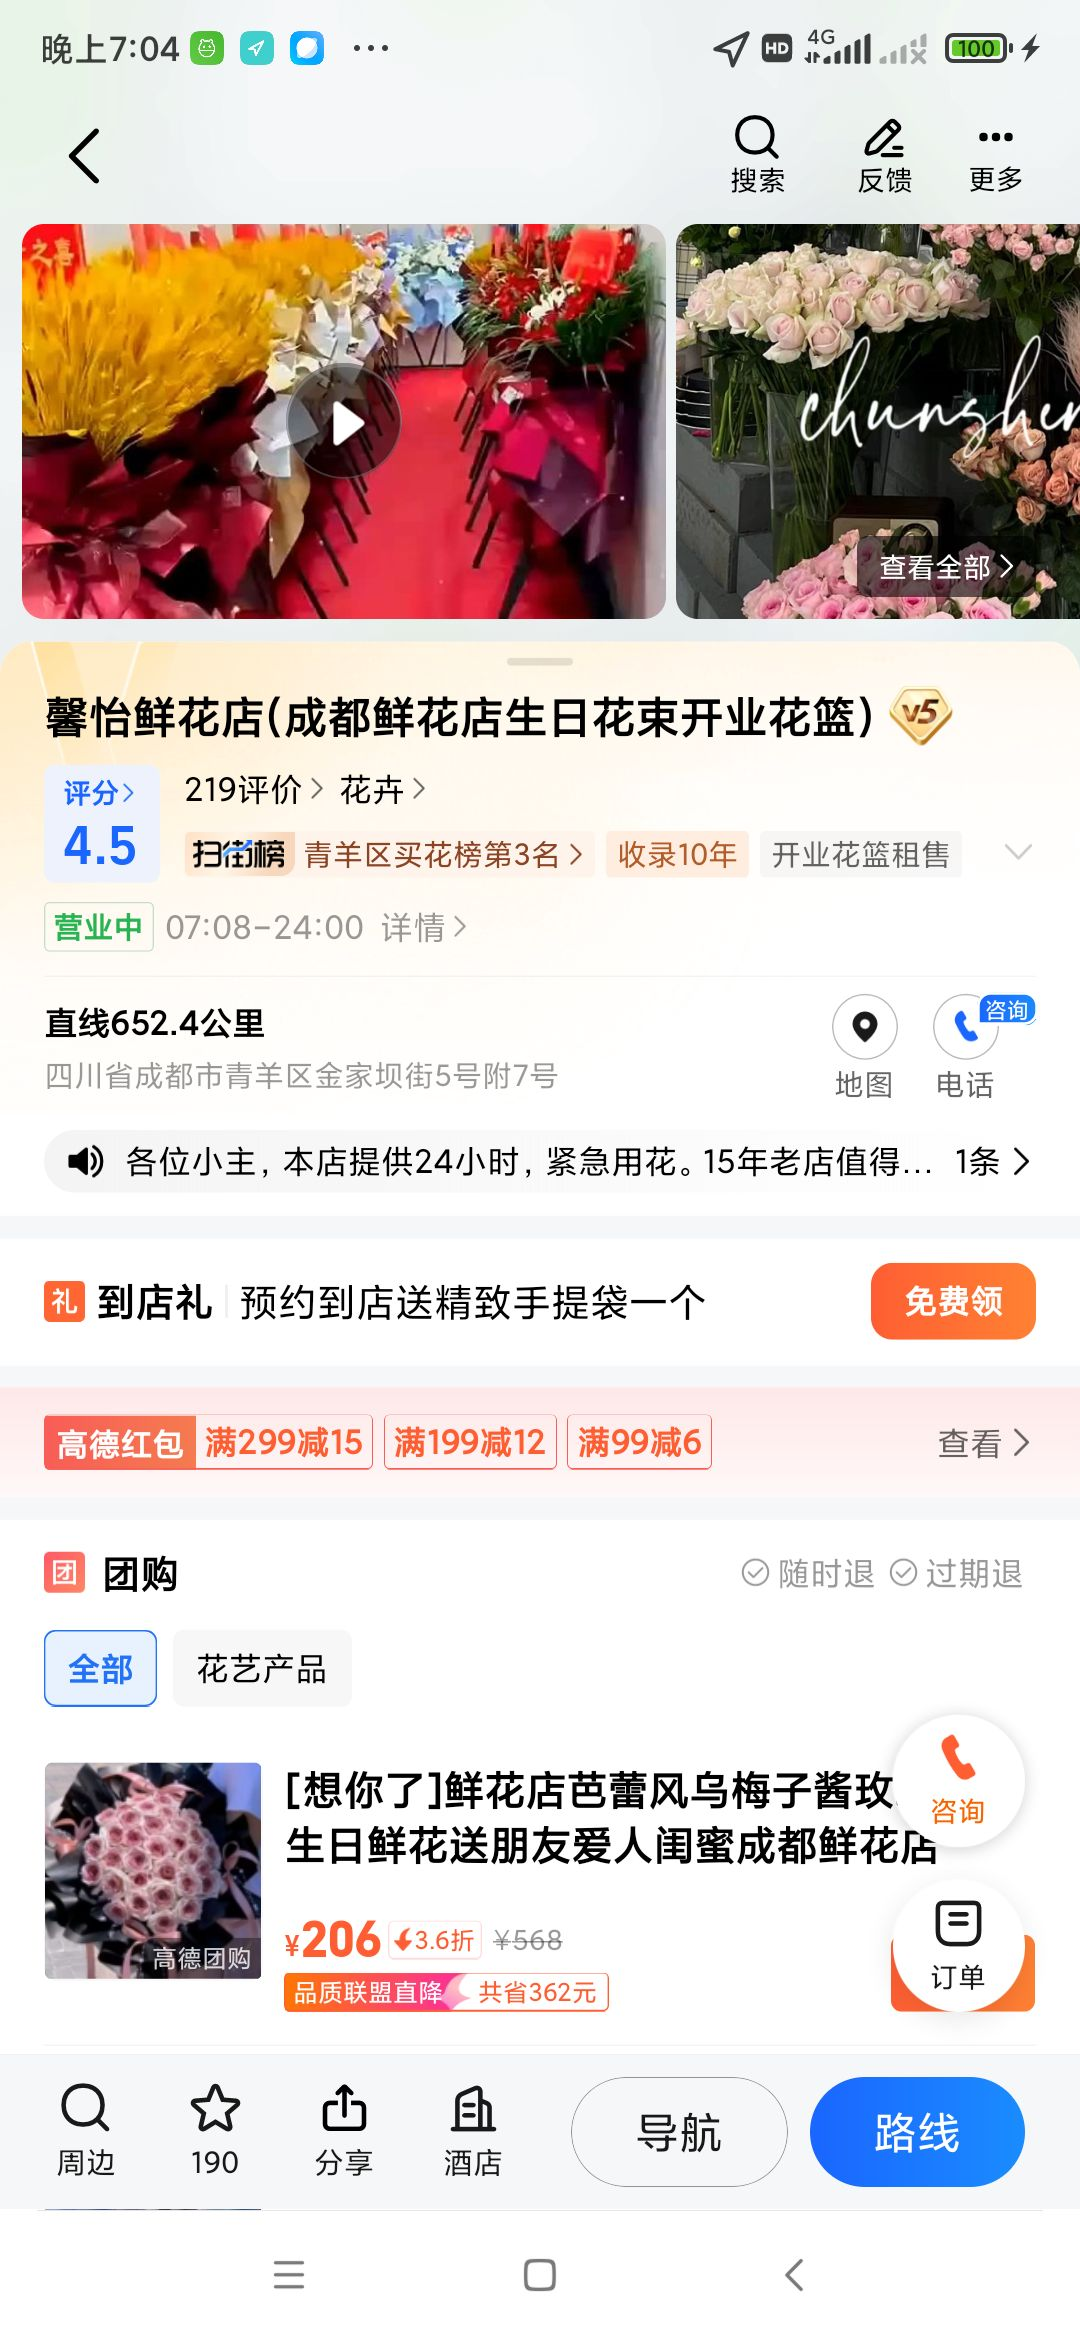 晚上7:04
HD
4G
100
搜索
反馈
更多
之喜
chunshen
查看全部
馨怡鲜花店(成都鲜花店生日花束开业花篮)
V5
评分
4.5
219评价
花卉
扫街榜
青羊区买花榜第3名
收录10年
开业花篮租售
营业中
07:08-24:00
详情
直线652.4公里
四川省成都市青羊区金家坝街5号附7号
地图
电话
咨询
各位小主，本店提供24小时，紧急用花。15年老店值得...
1条
礼
到店礼
预约到店送精致手提袋一个
免费领
高德红包
满299减15
满199减12
满99减6
查看
团
团购
随时退
过期退
全部
花艺产品
高德团购
[想你了]鲜花店芭蕾风乌梅子酱玫
生日鲜花送朋友爱人闺蜜成都鲜花店
¥206
3.6折
¥568
品质联盟直降
共省362元
咨询
订单
周边
190
分享
酒店
导航
路线